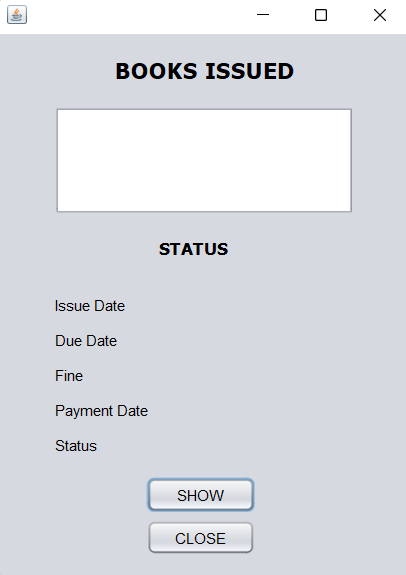 BOOKS ISSUED
STATUS
Issue Date
Due Date
Fine
Payment Date
Status
SHOW
CLOSE